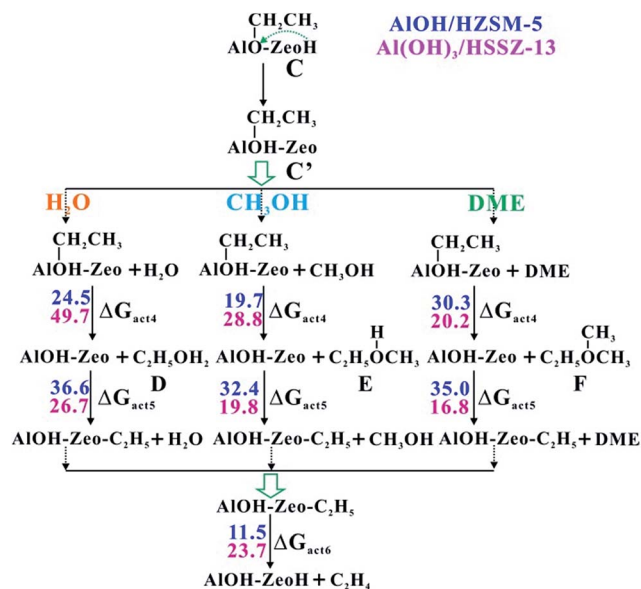 CH₂CH₃
AlO-ZeoH
C
AlOH/HZSM-5
Al(OH)₃/HSSZ-13
CH₂CH₃
AlOH-Zeo
C’
H₂O
CH₃OH
DME
CH₂CH₃
AlOH-Zeo + H₂O
CH₂CH₃
AlOH-Zeo + CH₃OH
CH₂CH₃
AlOH-Zeo + DME
24.5
49.7
ΔGact4
19.7
28.8
ΔGact4
30.3
20.2
ΔGact4
AlOH-Zeo + C₂H₅OH₂
D
H
AlOH-Zeo + C₂H₅OCH₃
E
CH₃
AlOH-Zeo + C₂H₅OCH₃
F
36.6
26.7
ΔGact5
32.4
19.8
ΔGact5
35.0
16.8
ΔGact5
AlOH-Zeo-C₂H₅ + H₂O
AlOH-Zeo-C₂H₅ + CH₃OH
AlOH-Zeo-C₂H₅ + DME
AlOH-Zeo-C₂H₅
11.5
23.7
ΔGact6
AlOH-ZeoH + C₂H₄